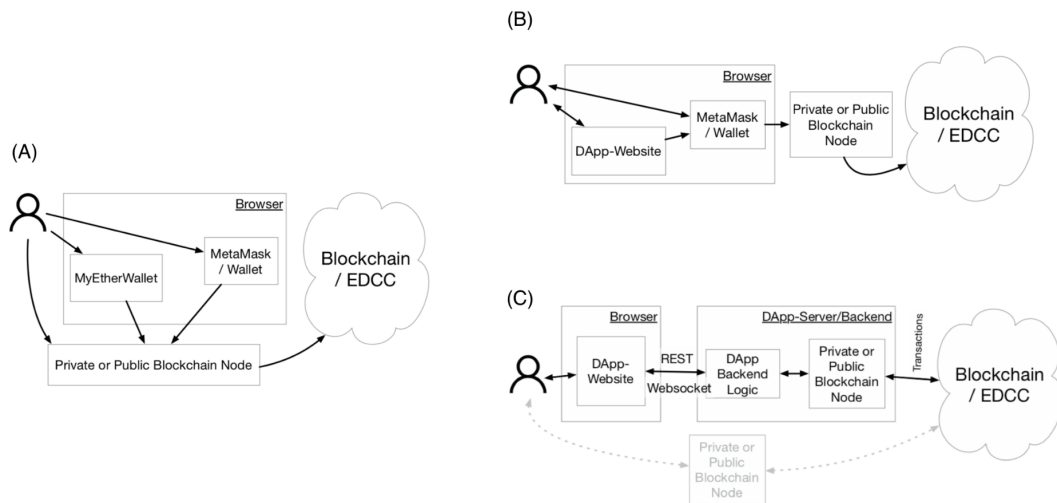 (A)
Browser
MyEtherWallet
MetaMask
/ Wallet
Private or Public Blockchain Node
Blockchain
/ EDCC
(B)
Browser
DApp-Website
MetaMask
/ Wallet
Private or Public
Blockchain
Node
Blockchain
/ EDCC
(C)
Browser
DApp-
Website
REST
Websocket
DApp-Server/Backend
DApp
Backend
Logic
Private or
Public
Blockchain
Node
Transactions
Blockchain
/ EDCC
Private or
Public
Blockchain
Node